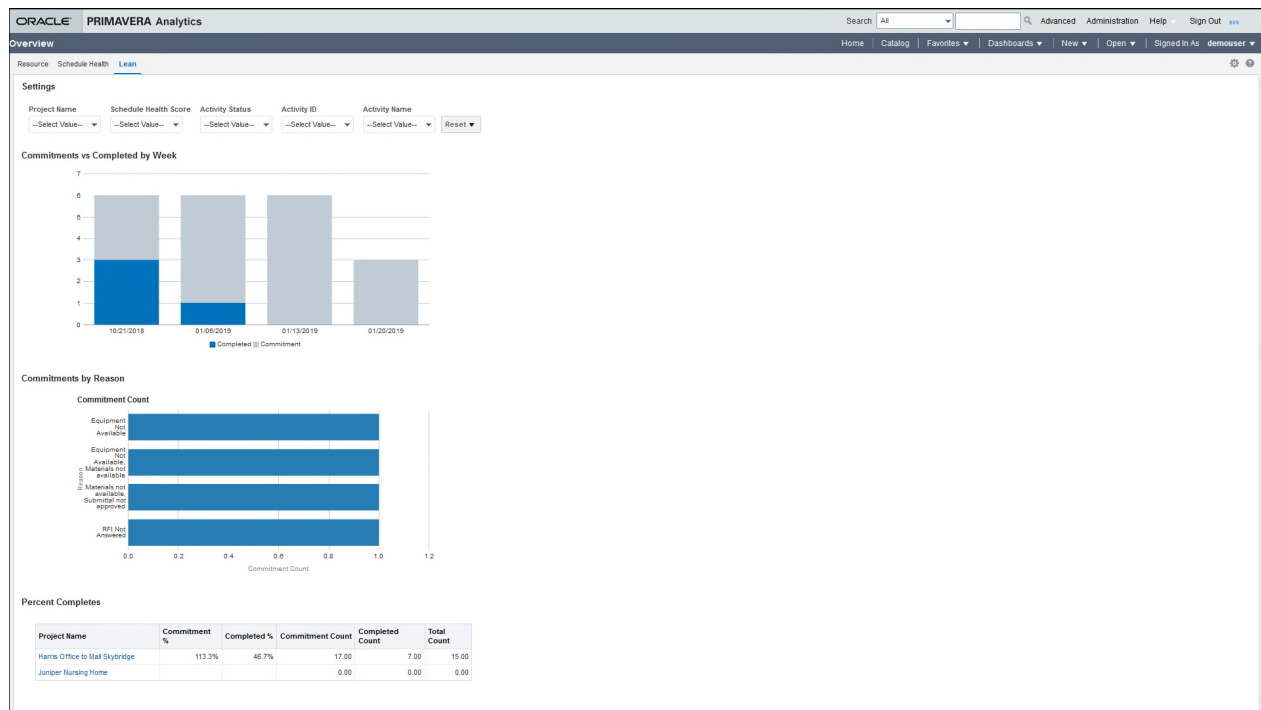 ORACLE PRIMAVERA Analytics Search All Advanced Administration Help Sign Out
Overview Home Catalog Favorites Dashboards New Open Signed In As demouser
Resource Schedule Health Lean
Settings
Project Name Schedule Health Score Activity Status Activity ID Activity Name
--Select Value-- --Select Value-- --Select Value-- --Select Value-- --Select Value-- Reset
Commitments vs Completed by Week
7
6
5
4
3
2
1
0
10/21/2018 01/06/2019 01/13/2019 01/20/2019
Completed Commitment
Commitments by Reason
Commitment Count
Reason
Equipment
Not
Available
Equipment
Not
Available,
Materials not
available
Materials not
available,
Submittal not
approved
RFI Not
Answered
0.0 0.2 0.4 0.6 0.8 1.0 1.2
Commitment Count
Percent Completes
Project Name Commitment % Completed % Commitment Count Completed Count Total Count
Harris Office to Mall Skybridge 113.3% 46.7% 17.00 7.00 15.00
Juniper Nursing Home 0.00 0.00 0.00